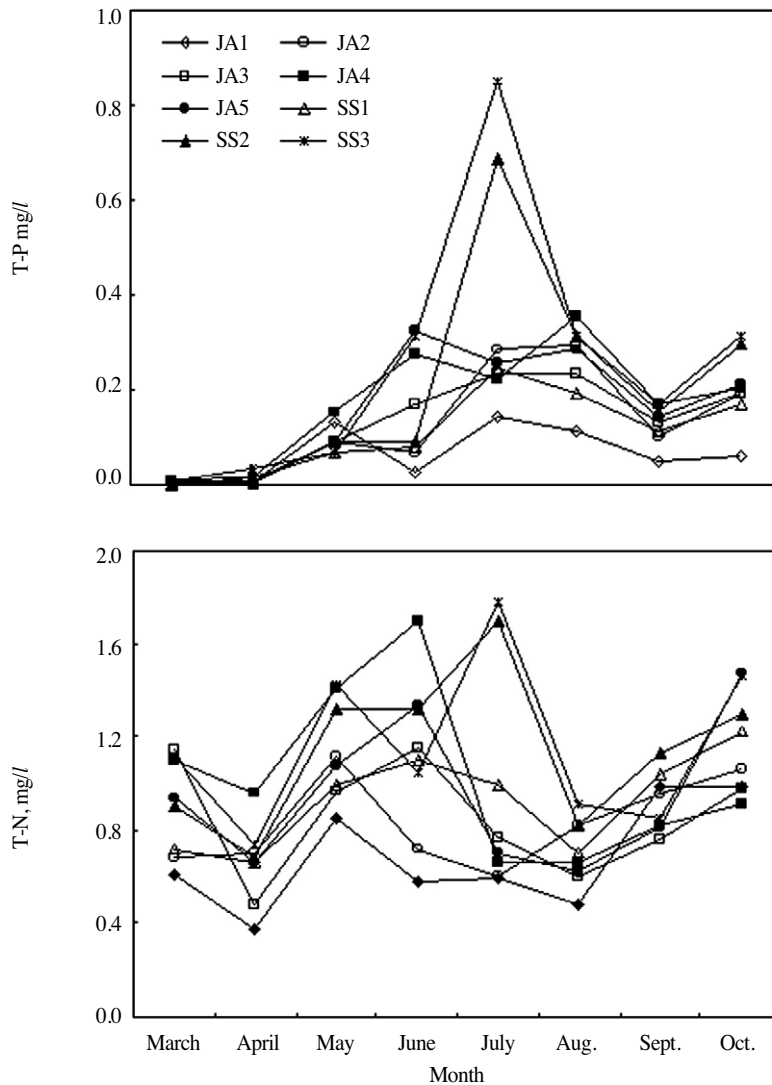 1.0
JA1 JA2
JA3 JA4
JA5 SS1
SS2 SS3
0.8
0.6
T-P mg/l
0.4
0.2
0.0
2.0
1.6
1.2
T-N, mg/l
0.8
0.4
0.0
March April May June July Aug. Sept. Oct.
Month